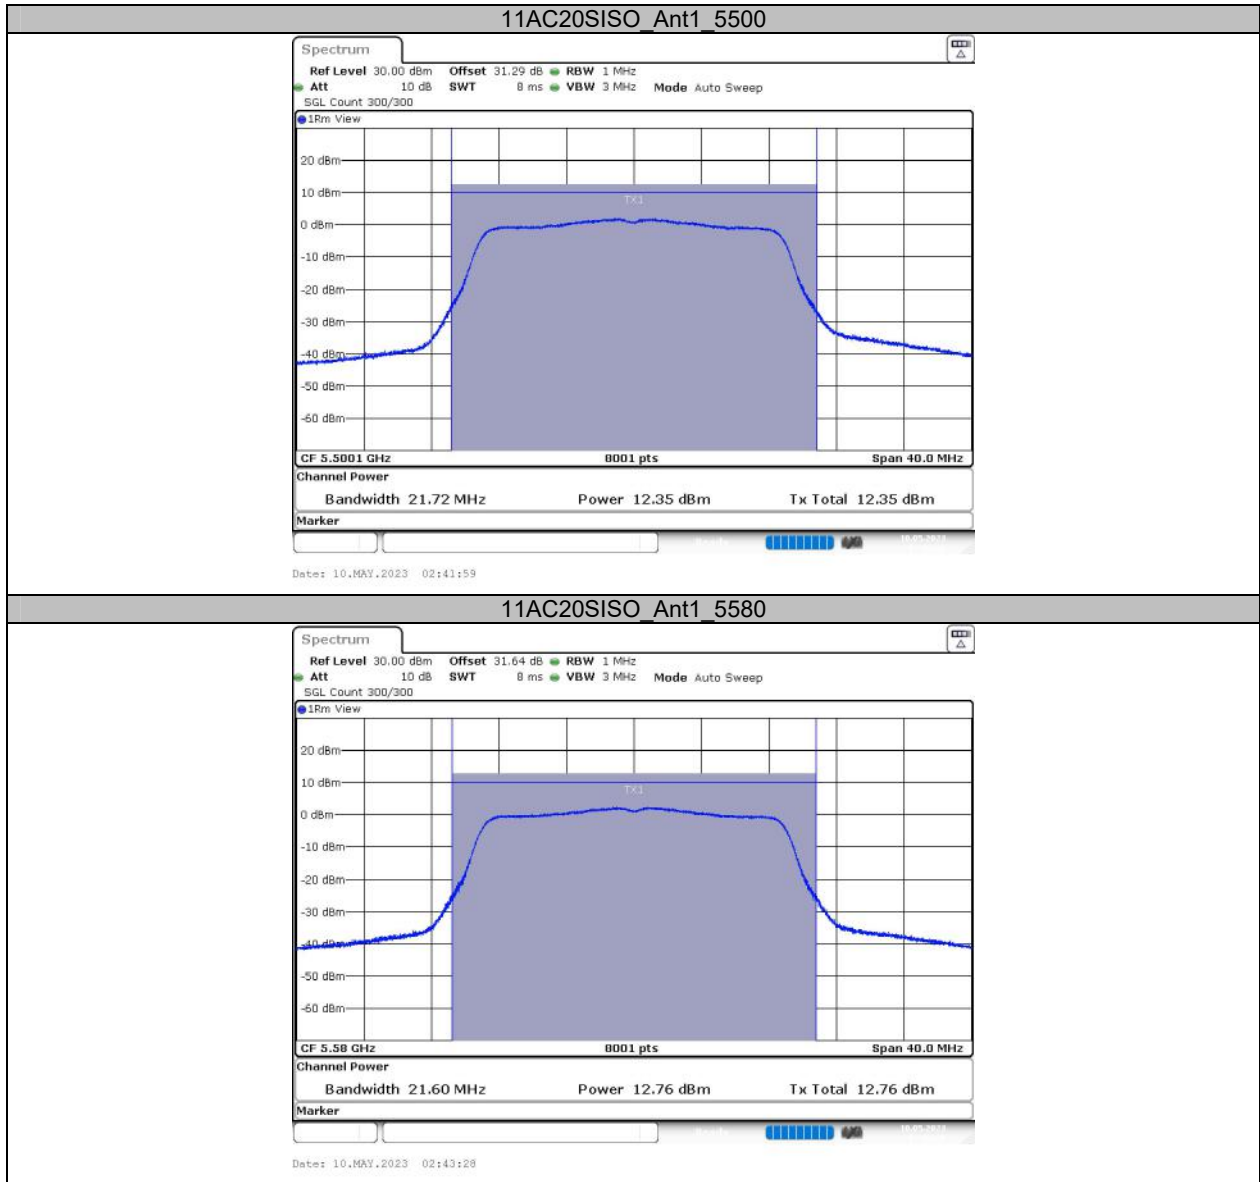 11AC20SISO_Ant1_5500
Spectrum
Ref Level 30.00 dBm Offset 31.29 dB RBW 1 MHz
Att 10 dB SWT 8 ms VBW 3 MHz Mode Auto Sweep
SGL Count 300/300
1Rm View
20 dBm
10 dBm
TX1
0 dBm
-10 dBm
-20 dBm
-30 dBm
-40 dBm
-50 dBm
-60 dBm
CF 5.5001 GHz 8001 pts Span 40.0 MHz
Channel Power
Bandwidth 21.72 MHz Power 12.35 dBm Tx Total 12.35 dBm
Marker
Date: 10.MAY.2023 02:41:59
11AC20SISO_Ant1_5580
Spectrum
Ref Level 30.00 dBm Offset 31.64 dB RBW 1 MHz
Att 10 dB SWT 8 ms VBW 3 MHz Mode Auto Sweep
SGL Count 300/300
1Rm View
20 dBm
10 dBm
TX1
0 dBm
-10 dBm
-20 dBm
-30 dBm
-40 dBm
-50 dBm
-60 dBm
CF 5.58 GHz 8001 pts Span 40.0 MHz
Channel Power
Bandwidth 21.60 MHz Power 12.76 dBm Tx Total 12.76 dBm
Marker
Date: 10.MAY.2023 02:43:28